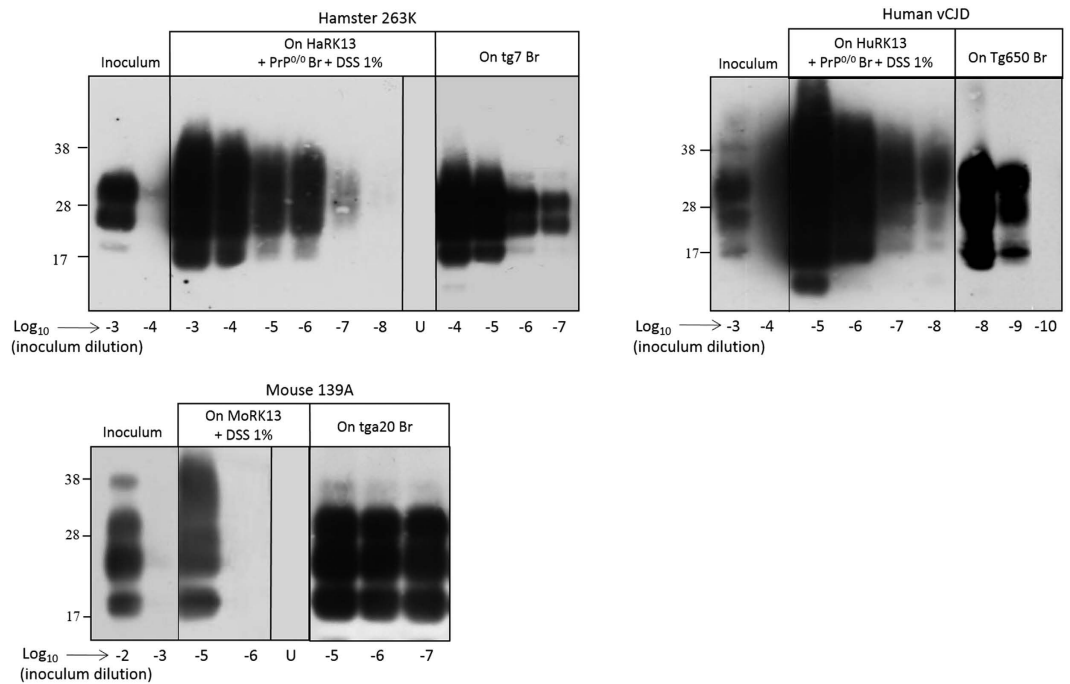 Hamster 263K
Inoculum
On HaRK13
+ PrP⁰/⁰ Br + DSS 1%
On tg7 Br
38
28
17
Log₁₀ → -3 -4 -3 -4 -5 -6 -7 -8 U -4 -5 -6 -7
(inoculum dilution)
Human vCJD
Inoculum
On HuRK13
+ PrP⁰/⁰ Br + DSS 1%
On Tg650 Br
38
28
17
Log₁₀ → -3 -4 -5 -6 -7 -8 -8 -9 -10
(inoculum dilution)
Mouse 139A
Inoculum
On MoRK13
+ DSS 1%
On tga20 Br
38
28
17
Log₁₀ → -2 -3 -5 -6 U -5 -6 -7
(inoculum dilution)